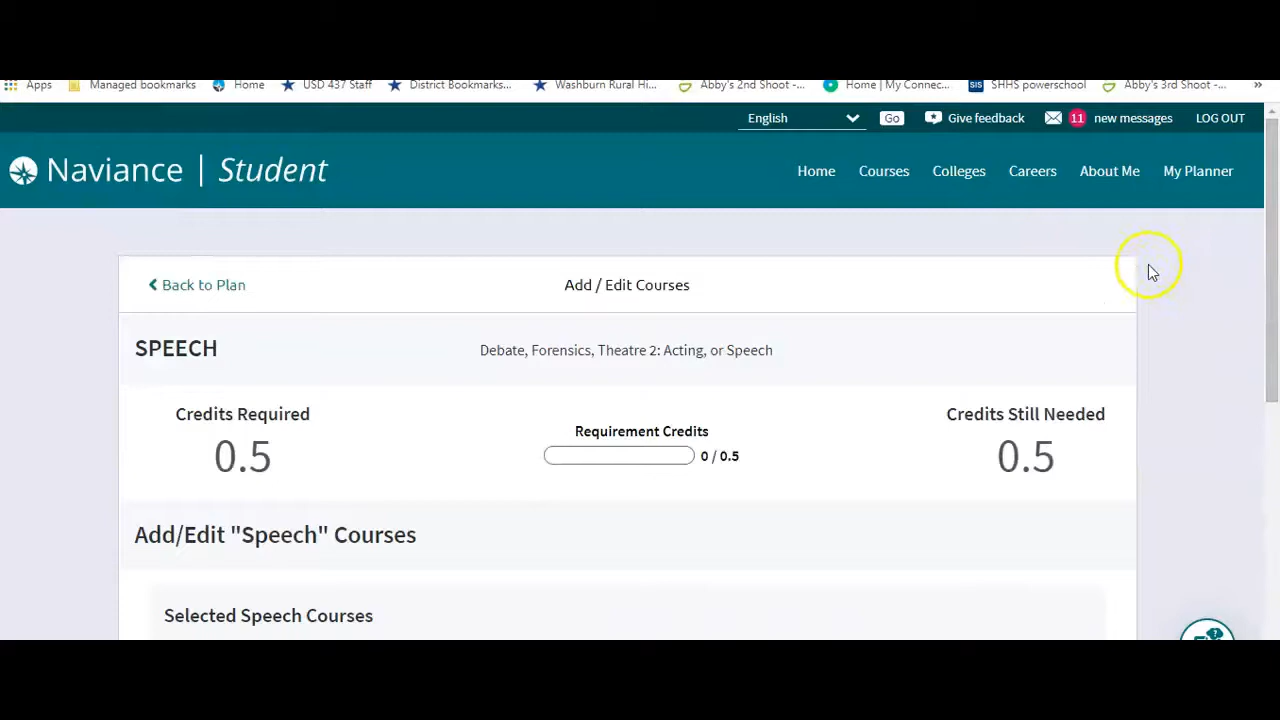 Apps Managed bookmarks Home USD 437 Staff District Bookmarks... Washburn Rural Hi... Abby's 2nd Shoot -... Home | My Connec... SIS SHHS powerschool Abby's 3rd Shoot -... »
English Go Give feedback 11 new messages LOG OUT
Naviance | Student Home Courses Colleges Careers About Me My Planner
Back to Plan Add / Edit Courses
SPEECH Debate, Forensics, Theatre 2: Acting, or Speech
Credits Required Requirement Credits Credits Still Needed
0.5 0 / 0.5 0.5
Add/Edit "Speech" Courses
Selected Speech Courses